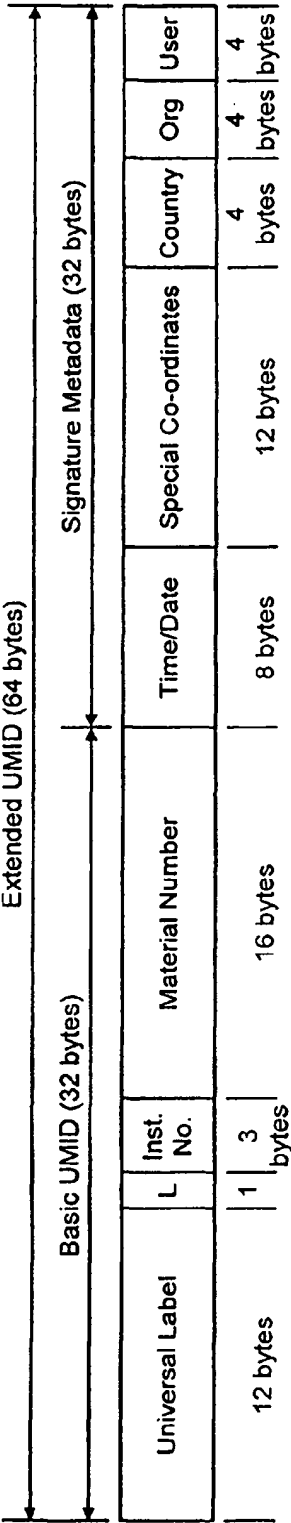 Extended UMID (64 bytes)
Basic UMID (32 bytes)
Signature Metadata (32 bytes)
Universal Label
L
Inst.
No.
Material Number
Time/Date
Special Co-ordinates
Country
Org
User
12 bytes
1
3
bytes
16 bytes
8 bytes
12 bytes
4
bytes
4
bytes
4
bytes